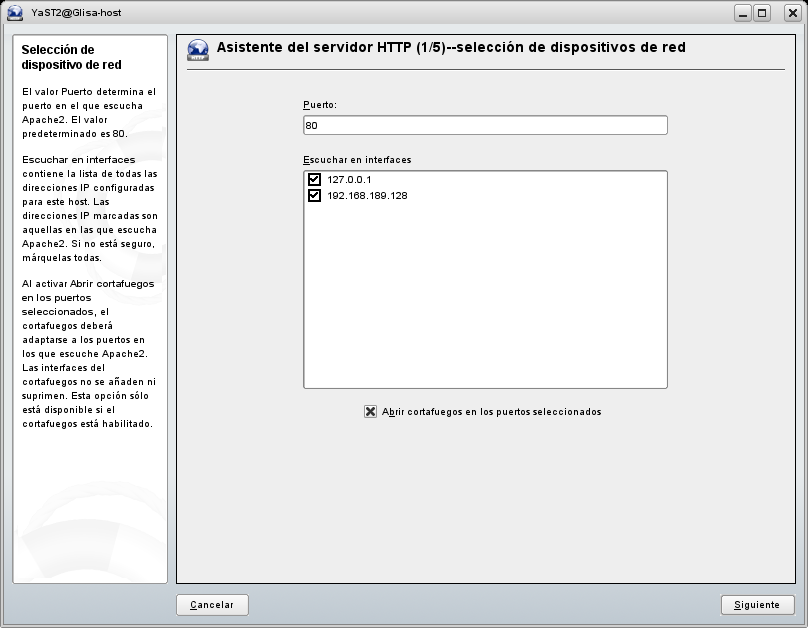 YaST2@Glisa-host
Selección de
dispositivo de red
El valor Puerto determina el
puerto en el que escucha
Apache2. El valor
predeterminado es 80.
Escuchar en interfaces
contiene la lista de todas las
direcciones IP configuradas
para este host. Las
direcciones IP marcadas son
aquellas en las que escucha
Apache2. Si no está seguro,
márquelas todas.
Al activar Abrir cortafuegos
en los puertos
seleccionados, el
cortafuegos deberá
adaptarse a los puertos en
los que escuche Apache2.
Las interfaces del
cortafuegos no se añaden ni
suprimen. Esta opción sólo
está disponible si el
cortafuegos está habilitado.
HTTP
Asistente del servidor HTTP (1/5)--selección de dispositivos de red
Puerto:
80
Escuchar en interfaces
127.0.0.1
192.168.189.128
Abrir cortafuegos en los puertos seleccionados
Cancelar
Siguiente